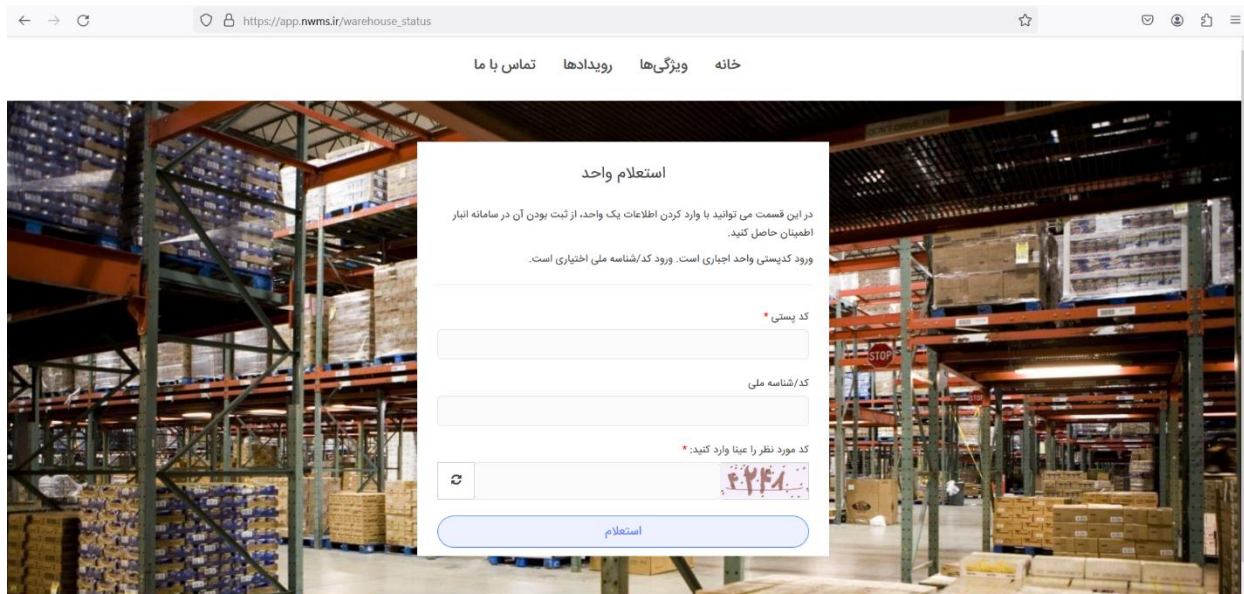 https://app.nwms.ir/warehouse_status
خانه ویژگی‌ها رویدادها تماس با ما
استعلام واحد
در این قسمت می توانید با وارد کردن اطلاعات یک واحد، از ثبت بودن آن در سامانه انبار
اطمینان حاصل کنید.
ورود کدپستی واحد اجباری است. ورود کد/شناسه ملی اختیاری است.
کد پستی *
کد/شناسه ملی
کد مورد نظر را عینا وارد کنید: *
استعلام
STOP
STOP